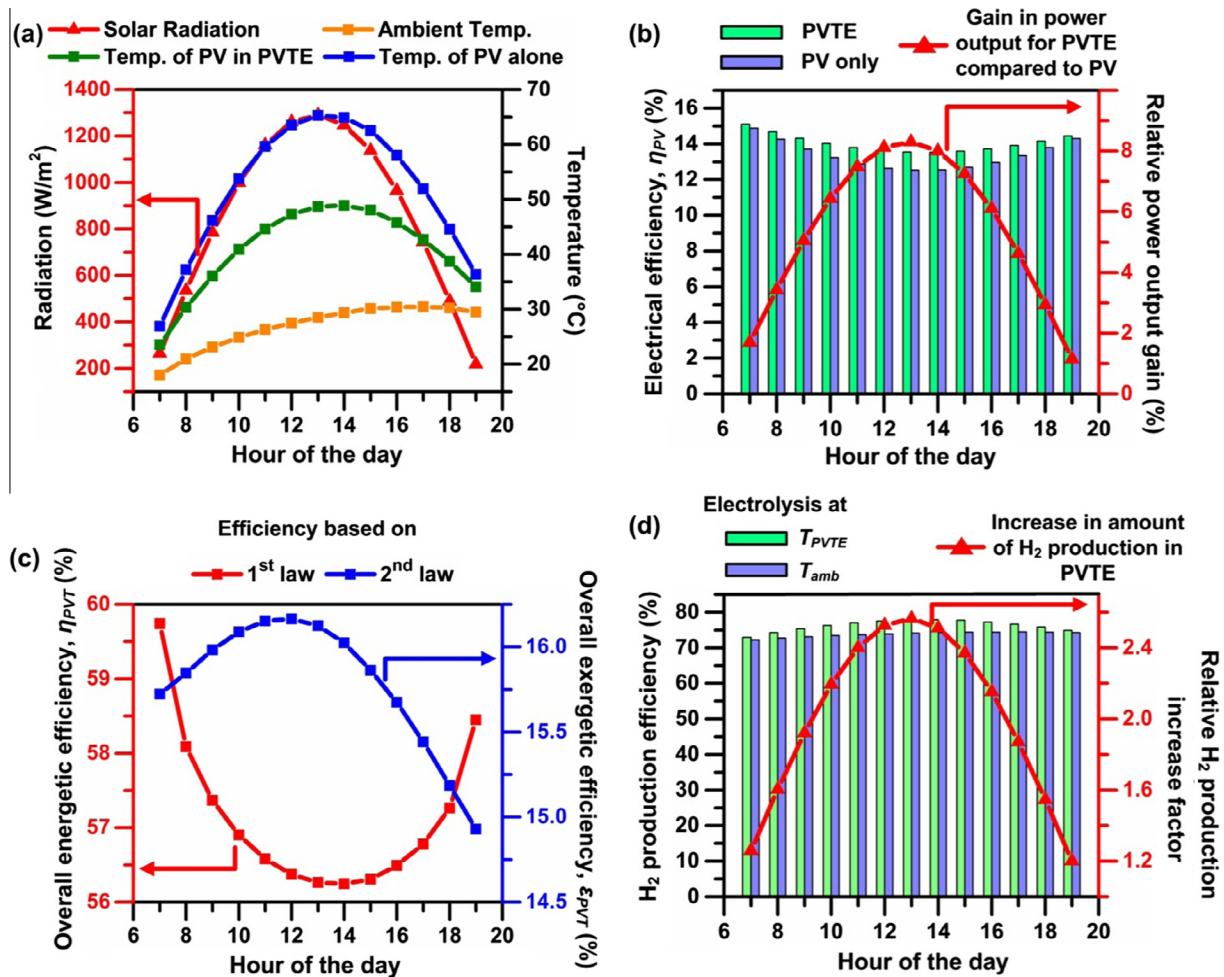 (a)
Solar Radiation
Ambient Temp.
Temp. of PV in PVTE
Temp. of PV alone
1400
1200
1000
800
600
400
200
Radiation (W/m²)
70
60
50
40
30
20
Temperature (°C)
6 8 10 12 14 16 18 20
Hour of the day
(b)
PVTE
PV only
Gain in power
output for PVTE
compared to PV
16
14
12
10
8
6
4
2
0
Electrical efficiency, ηPV (%)
8
6
4
2
0
Relative power output gain (%)
6 8 10 12 14 16 18 20
Hour of the day
(c)
Efficiency based on
1st law
2nd law
60
59
58
57
56
Overall energetic efficiency, ηPVT (%)
16.0
15.5
15.0
14.5
Overall exergetic efficiency, εPVT (%)
6 8 10 12 14 16 18 20
Hour of the day
(d)
Electrolysis at
TPVTE
Tamb
Increase in amount
of H₂ production in
PVTE
80
70
60
50
40
30
20
10
0
H₂ production efficiency (%)
2.4
2.0
1.6
1.2
Relative H₂ production
increase factor
6 8 10 12 14 16 18 20
Hour of the day